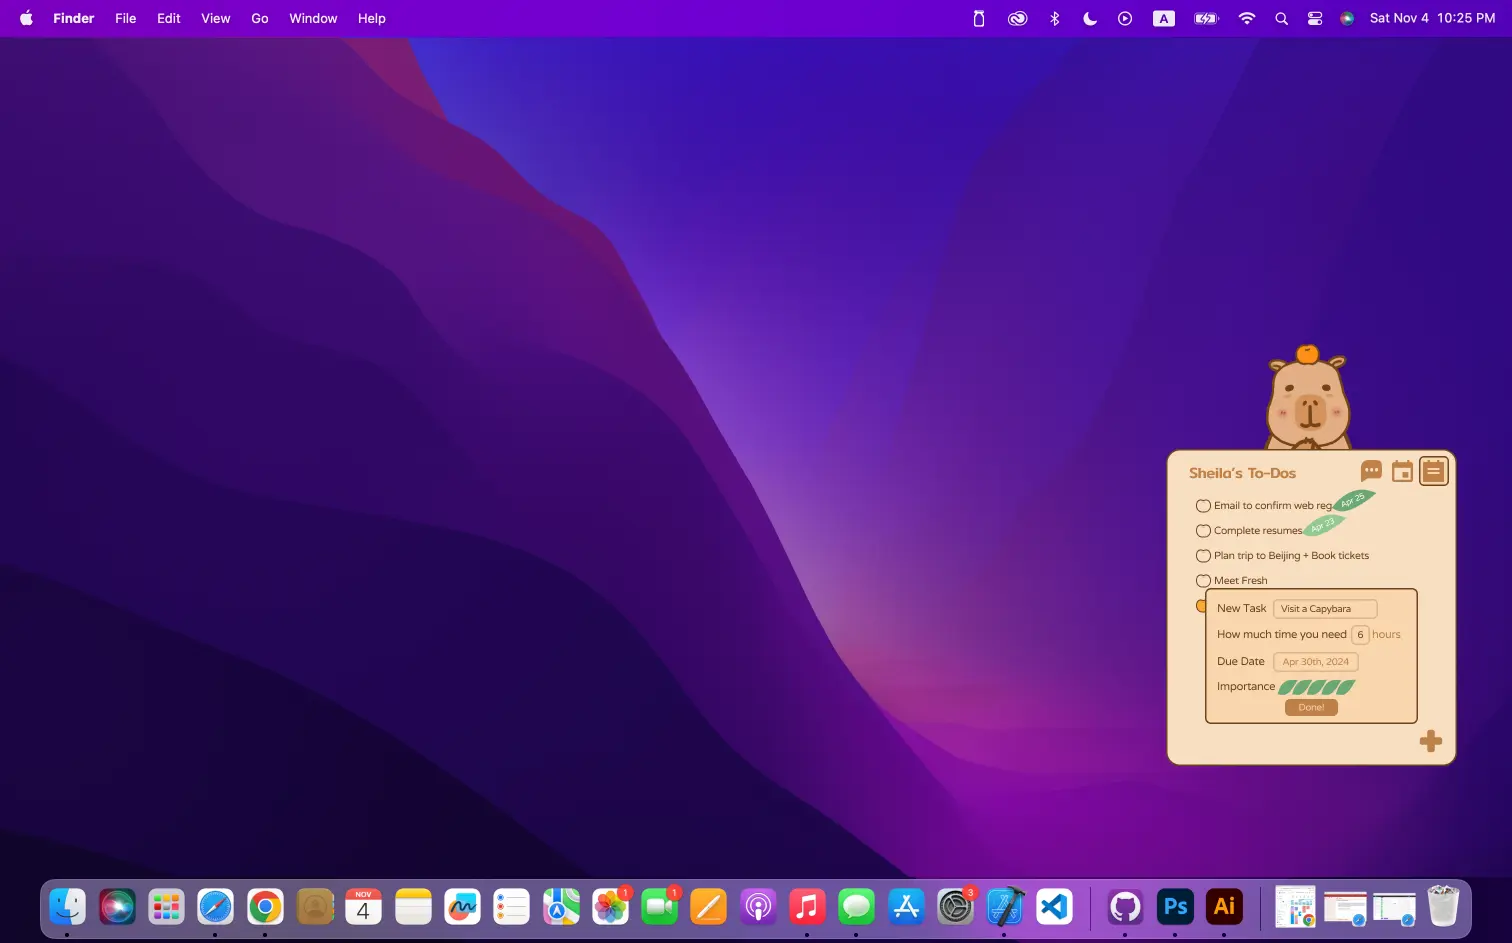 Finder File Edit View Go Window Help A Sat Nov 4 10:25 PM
Sheila's To-Dos
Email to confirm web reg Apr 25
Complete resumes Apr 23
Plan trip to Beijing + Book tickets
Meet Fresh
New Task Visit a Capybara
How much time you need 6 hours
Due Date Apr 30th, 2024
Importance
Done!
NOV
4
1
1
3
Ps
Ai